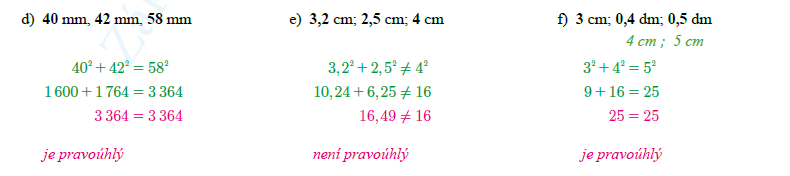 d) 40 mm, 42 mm, 58 mm
40² + 42² = 58²
1 600 + 1 764 = 3 364
3 364 = 3 364
je pravoúhlý
e) 3,2 cm; 2,5 cm; 4 cm
3,2² + 2,5² ≠ 4²
10,24 + 6,25 ≠ 16
16,49 ≠ 16
není pravoúhlý
f) 3 cm; 0,4 dm; 0,5 dm
4 cm ; 5 cm
3² + 4² = 5²
9 + 16 = 25
25 = 25
je pravoúhlý